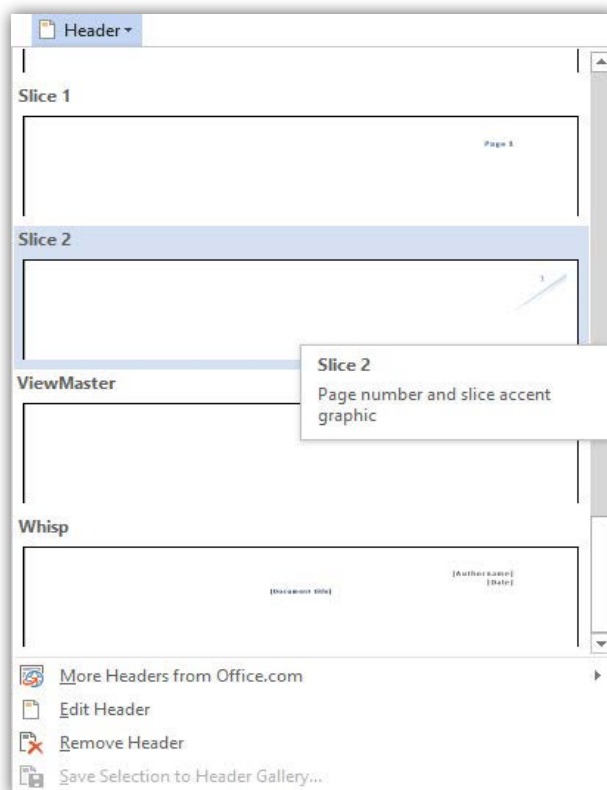 Header
Slice 1
Page 1
Slice 2
1
Slice 2
Page number and slice accent
graphic
ViewMaster
Whisp
[Author name]
[Date]
[Document title]
More Headers from Office.com
Edit Header
Remove Header
Save Selection to Header Gallery...